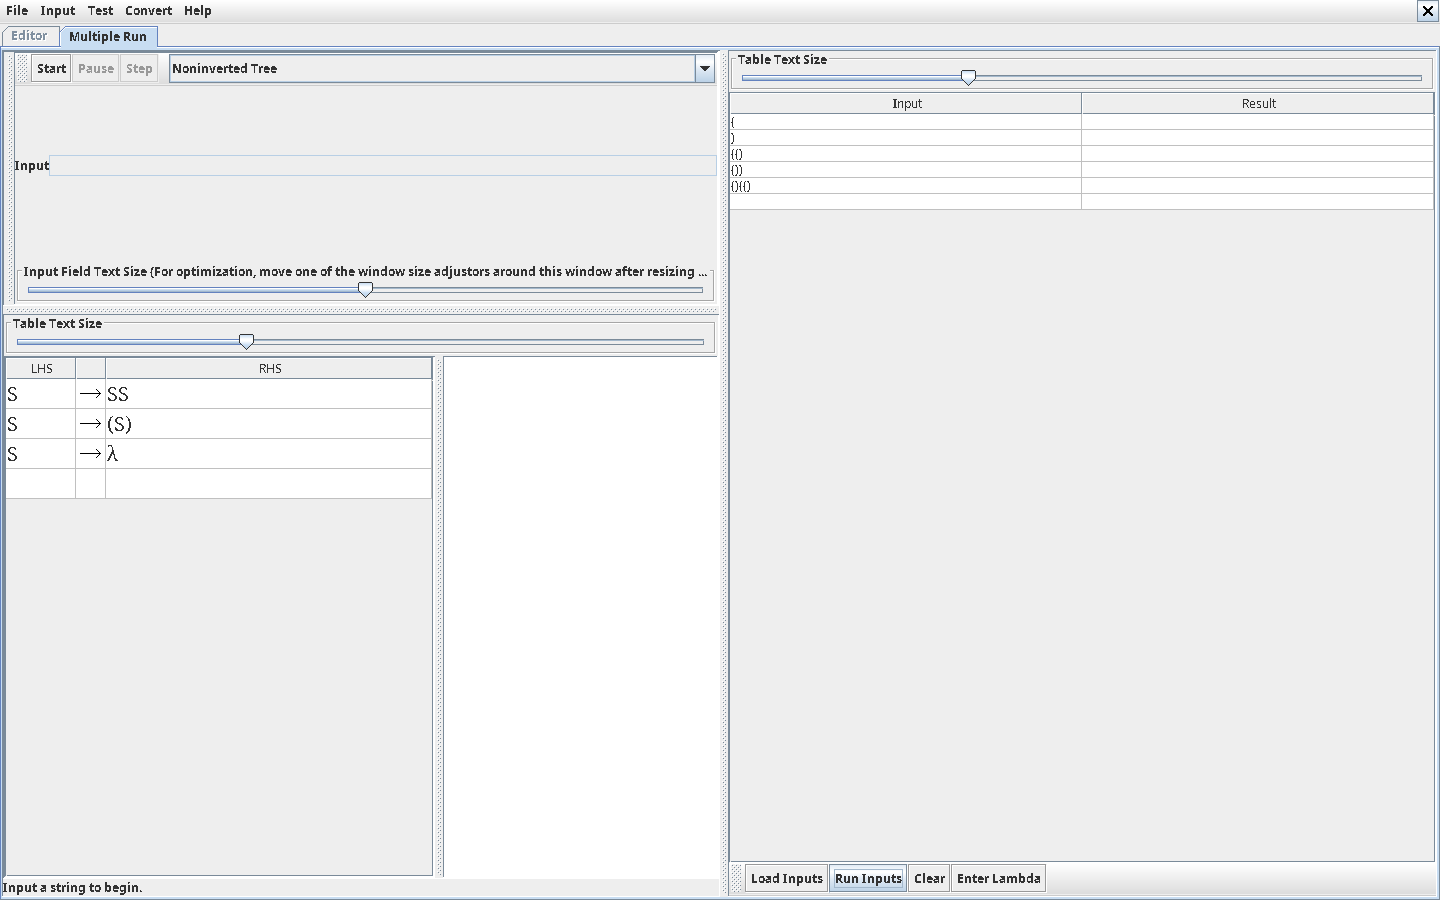 File Input Test Convert Help
Editor Multiple Run
Start Pause Step Noninverted Tree
Input
Input Field Text Size (For optimization, move one of the window size adjustors around this window after resizing ...
Table Text Size
LHS RHS
S → SS
S → (S)
S → λ
Input a string to begin.
Table Text Size
Input Result
(
)
(()
())
()(()
Load Inputs Run Inputs Clear Enter Lambda